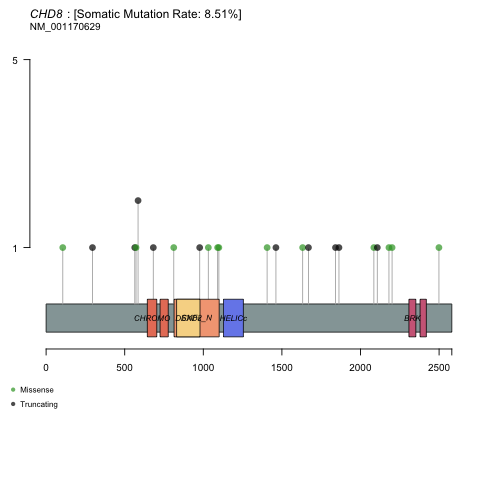 CHD8 : [Somatic Mutation Rate: 8.51%]
NM_001170629
5
1
CHROMO
SNF2_N
HELICc
BRK
0 500 1000 1500 2000 2500
Missense
Truncating